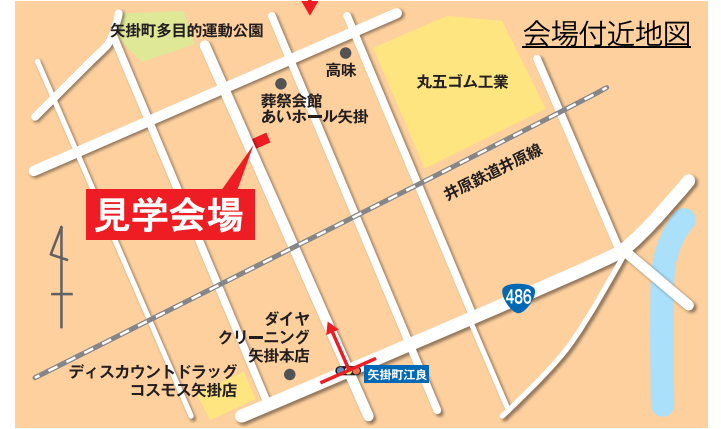 会場付近地図
矢掛町多目的運動公園
高味
丸五ゴム工業
葬祭会館
あいホール矢掛
井原鉄道井原線
見学会場
486
ダイヤ
クリーニング
矢掛本店
ディスカウントドラッグ
コスモス矢掛店
矢掛町江良